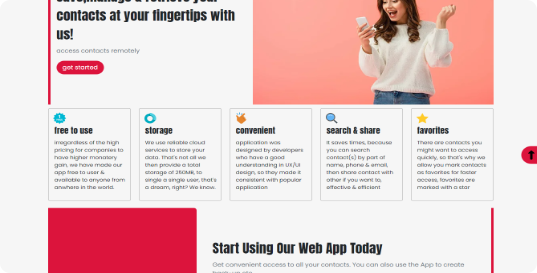 contacts at your fingertips with
us!
access contacts remotely
get started
free to use
irregardless of the high
pricing for companies to
have higher monatery
gain, we have made our
app free to user &
available to anyone from
anwhere in the world.
storage
We use reliable cloud
services to store your
data. That's not all we
then provide a total
storage of 250MB, to
single a single user, that's
a dream, right? We know.
convenient
application was
designed by developers
who have a good
understanding in UX/UI
design, so they made it
consistent with popular
application
search & share
it saves times, because
you can search
contact(s) by part of
name, phone & email,
then share contact with
other if you want to,
effective & efficient
favorites
There are contacts you
might want to access
quickly, so that's why we
allow you mark contacts
as favorites for faster
access, favorites are
marked with a star
Start Using Our Web App Today
Get convenient access to all your contacts. You can also use the App to create